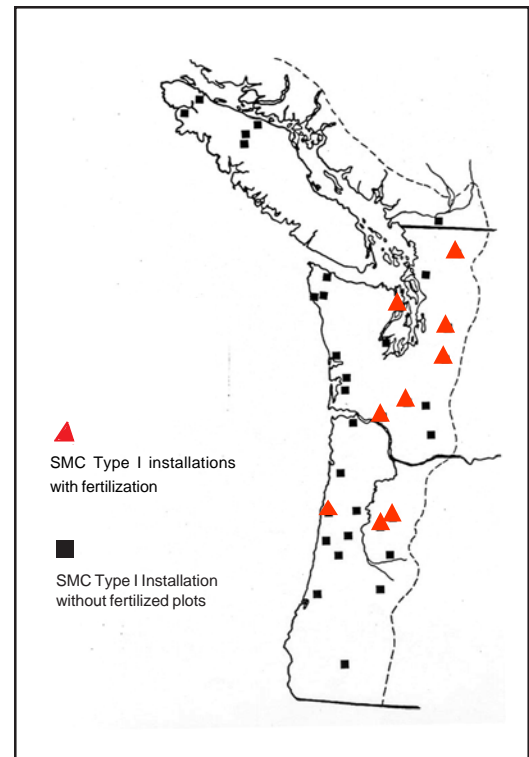 SMC Type I installations
with fertilization
SMC Type I Installation
without fertilized plots